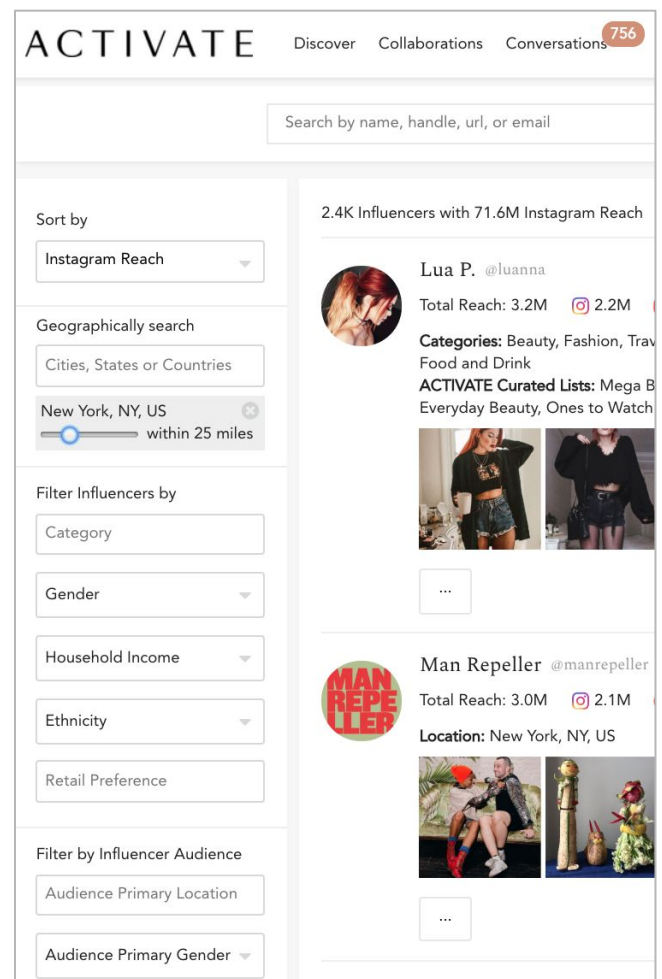 ACTIVATE
Discover Collaborations Conversations 756
Search by name, handle, url, or email
Sort by
Instagram Reach
Geographically search
Cities, States or Countries
New York, NY, US
within 25 miles
Filter Influencers by
Category
Gender
Household Income
Ethnicity
Retail Preference
Filter by Influencer Audience
Audience Primary Location
Audience Primary Gender
2.4K Influencers with 71.6M Instagram Reach
Lua P. @luanna
Total Reach: 3.2M 2.2M
Categories: Beauty, Fashion, Trav
Food and Drink
ACTIVATE Curated Lists: Mega B
Everyday Beauty, Ones to Watch
...
MAN
REPE
LLER
Man Repeller @manrepeller
Total Reach: 3.0M 2.1M
Location: New York, NY, US
...